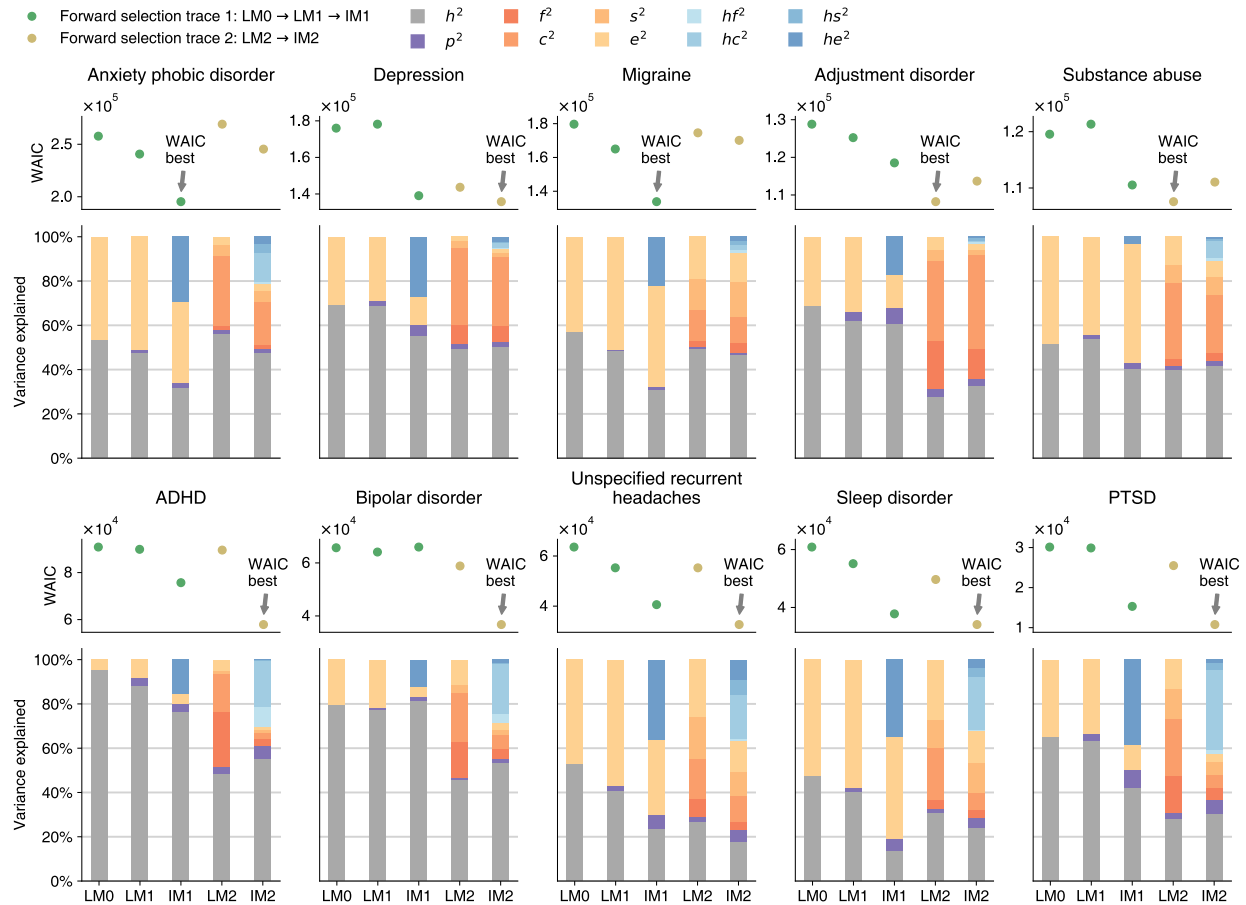 Forward selection trace 1: LM0 → LM1 → IM1
Forward selection trace 2: LM2 → IM2
h² f² s² hf² hs²
p² c² e² hc² he²
Anxiety phobic disorder Depression Migraine Adjustment disorder Substance abuse
×10⁵ ×10⁵ ×10⁵ ×10⁵ ×10⁵
WAIC
2.5
2.0
WAIC
best
1.8
1.6
1.4
WAIC
best
1.8
1.6
1.4
WAIC
best
1.3
1.2
1.1
WAIC
best
1.2
1.1
WAIC
best
Variance explained
100%
80%
60%
40%
20%
0%
ADHD Bipolar disorder Unspecified recurrent
headaches Sleep disorder PTSD
×10⁴ ×10⁴ ×10⁴ ×10⁴ ×10⁴
WAIC
8
6
WAIC
best
6
4
WAIC
best
6
4
WAIC
best
6
4
WAIC
best
3
2
1
WAIC
best
Variance explained
100%
80%
60%
40%
20%
0%
LM0 LM1 IM1 LM2 IM2 LM0 LM1 IM1 LM2 IM2 LM0 LM1 IM1 LM2 IM2 LM0 LM1 IM1 LM2 IM2 LM0 LM1 IM1 LM2 IM2